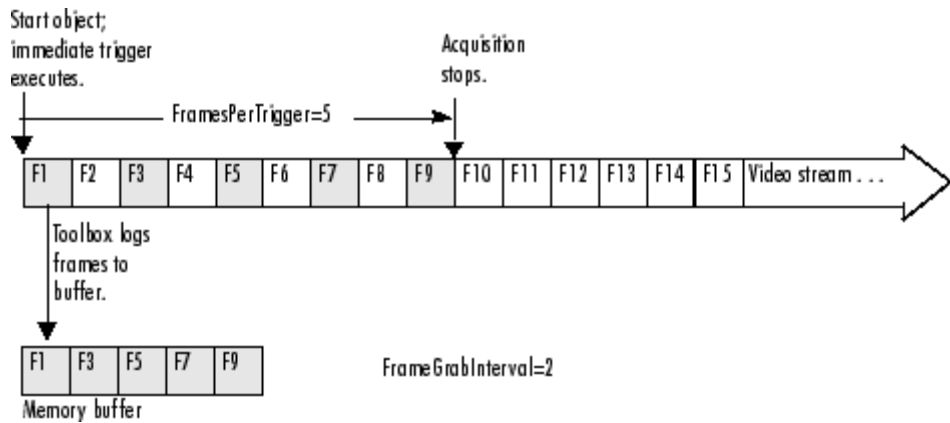 Start object;
immediate trigger
executes.
Acquisition
stops.
FramesPerTrigger=5
F1 F2 F3 F4 F5 F6 F7 F8 F9 F10 F11 F12 F13 F14 F15 Video stream . . .
Toolbox logs
frames to
buffer.
F1 F3 F5 F7 F9
FrameGrabInterval=2
Memory buffer